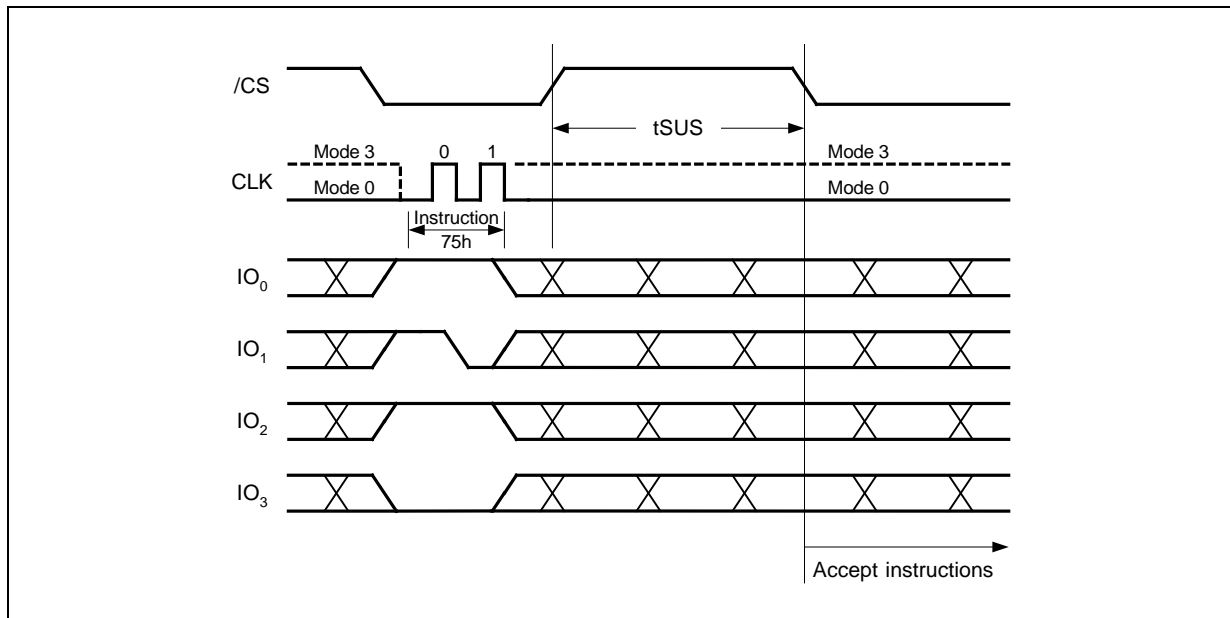 /CS
tSUS
Mode 3 0 1 Mode 3
CLK
Mode 0 Mode 0
Instruction
75h
IO0
IO1
IO2
IO3
Accept instructions